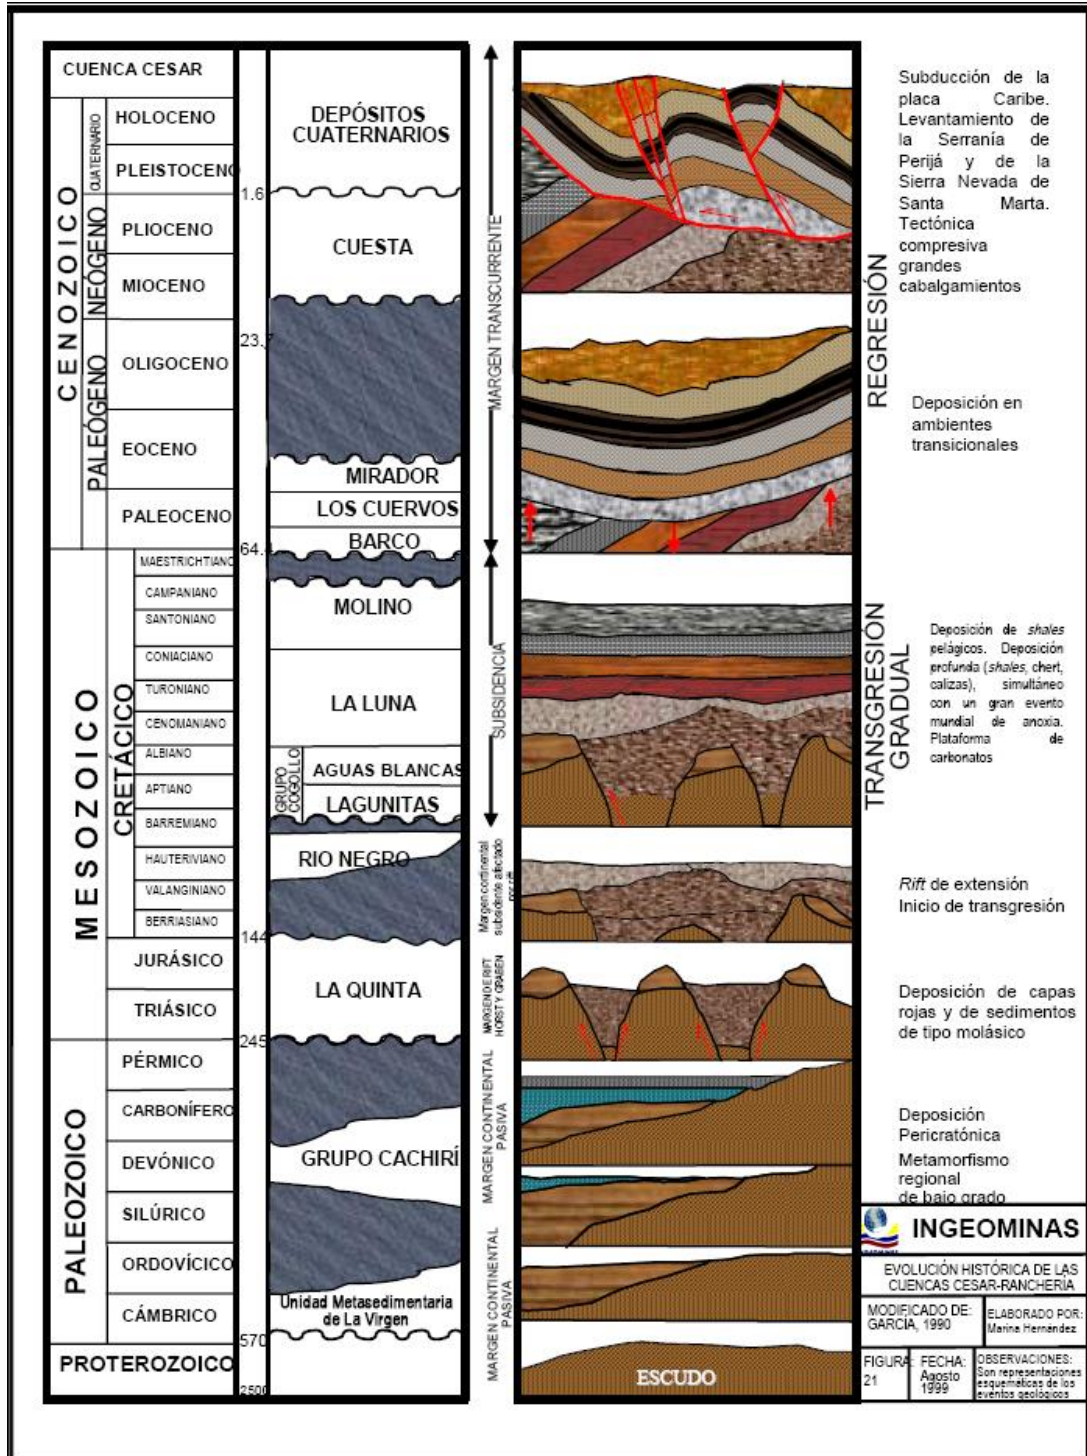 CUENCA CESAR
CENOZOICO
CUATERNARIO
HOLOCENO
PLEISTOCENO
1.6
NEÓGENO
PLIOCENO
MIOCENO
23.
PALEÓGENO
OLIGOCENO
EOCENO
PALEOCENO
64.
MESOZOICO
CRETÁCICO
MAESTRICHTIANO
CAMPANIANO
SANTONIANO
CONIACIANO
TURONIANO
CENOMANIANO
ALBIANO
APTIANO
BARREMIANO
HAUTERIVIANO
VALANGINIANO
BERRIASIANO
144
JURÁSICO
TRIÁSICO
245
PALEOZOICO
PÉRMICO
CARBONÍFERO
DEVÓNICO
SILÚRICO
ORDOVÍCICO
CÁMBRICO
570
PROTEROZOICO
2500
DEPÓSITOS
CUATERNARIOS
CUESTA
MIRADOR
LOS CUERVOS
BARCO
MOLINO
LA LUNA
GRUPO
COGOLLO
AGUAS BLANCAS
LAGUNITAS
RIO NEGRO
LA QUINTA
GRUPO CACHIRÍ
Unidad Metasedimentaria
de La Virgen
MARGEN TRANSCURRENTE
SUBSIDENCIA
Margen continental
subsidente afectado
por rift
MARGEN DE RIFT
HORST Y GRABEN
MARGEN CONTINENTAL
PASIVA
MARGEN CONTINENTAL
PASIVA
ESCUDO
REGRESIÓN
TRANSGRESIÓN
GRADUAL
Subducción de la
placa Caribe.
Levantamiento de
la Serranía de
Perijá y de la
Sierra Nevada de
Santa Marta.
Tectónica
compresiva
grandes
cabalgamientos
Deposición en
ambientes
transicionales
Deposición de shales
pelágicos. Deposición
profunda (shales, chert,
calizas), simultáneo
con un gran evento
mundial de anoxia.
Plataforma de
carbonatos
Rift de extensión
Inicio de transgresión
Deposición de capas
rojas y de sedimentos
de tipo molásico
Deposición
Pericratónica
Metamorfismo
regional
de bajo grado
INGEOMINAS
EVOLUCIÓN HISTÓRICA DE LAS
CUENCAS CESAR-RANCHERÍA
MODIFICADO DE:
GARCÍA, 1990
ELABORADO POR:
Marina Hernández
FIGURA:
21
FECHA:
Agosto
1999
OBSERVACIONES:
Son representaciones
esquemáticas de los
eventos geológicos